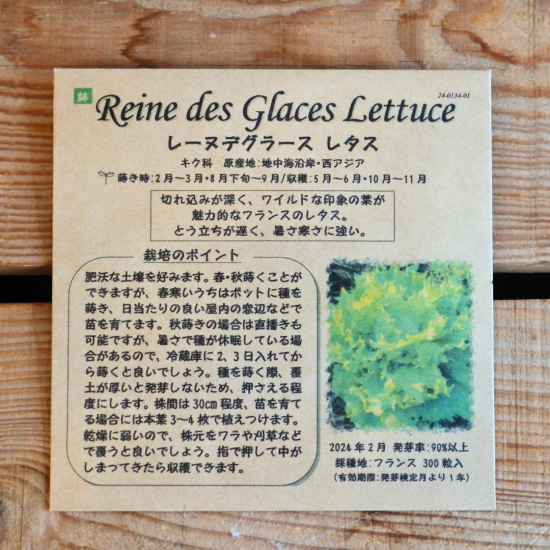 鉢
24-0134-01
Reine des Glaces Lettuce
レーヌデグラース レタス
キク科 原産地:地中海沿岸・西アジア
蒔き時:2月〜3月・8月下旬〜9月/収穫:5月〜6月・10月〜11月
切れ込みが深く、ワイルドな印象の葉が
魅力的なフランスのレタス。
とう立ちが遅く、暑さ寒さに強い。
栽培のポイント
肥沃な土壌を好みます。春・秋蒔くことが
できますが、春寒いうちはポットに種を
蒔き、日当たりの良い屋内の窓辺などで
苗を育てます。秋蒔きの場合は直播きも
可能ですが、暑さで種が休眠している場
合があるので、冷蔵庫に2、3日入れてか
ら蒔くと良いでしょう。種を蒔く際、覆
土が厚いと発芽しないため、押さえる程
度にします。株間は30cm程度、苗を育て
る場合には本葉3〜4枚で植えつけます。
乾燥に弱いので、株元をワラや刈草など
で覆うと良いでしょう。指で押して中が
しまってきたら収穫できます。
2024年2月 発芽率:90%以上
採種地:フランス 300粒入
(有効期限:発芽検定月より1年)